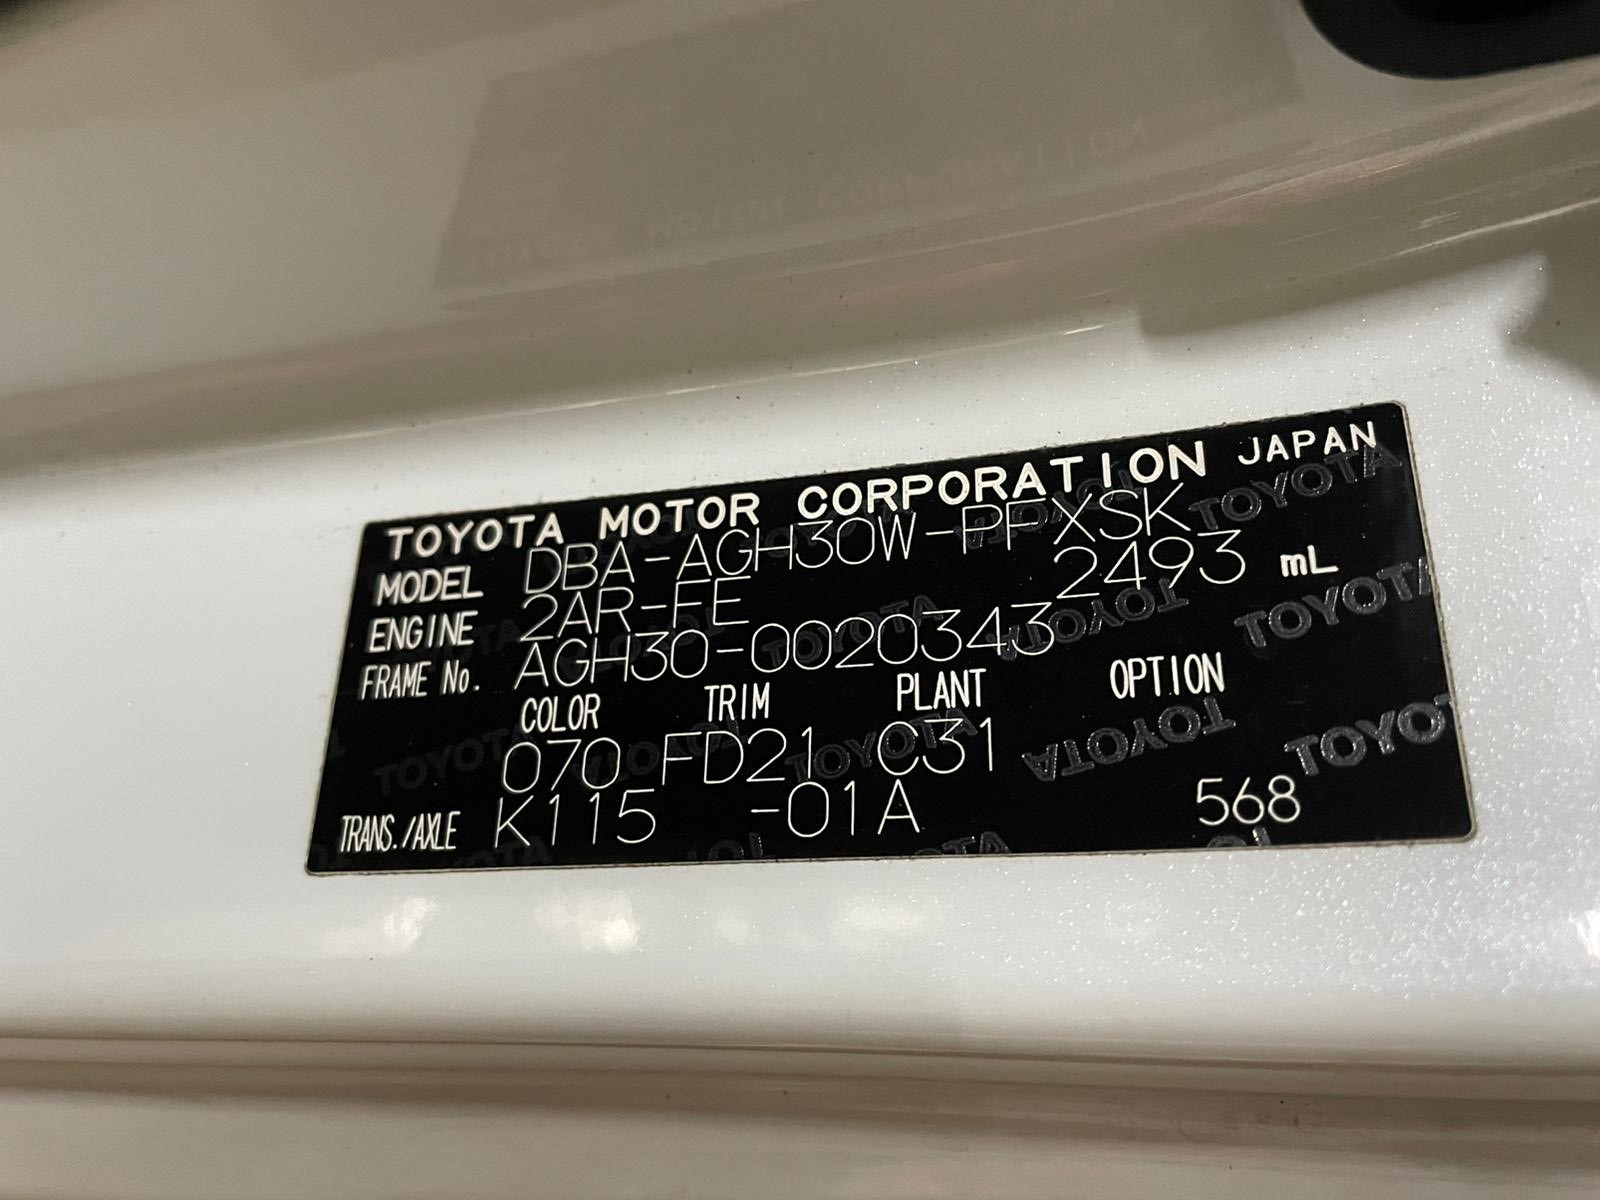 TOYOTA MOTOR CORPORATION JAPAN
MODEL DBA-AGH30W-PFXSK
ENGINE 2AR-FE 2493 mL
FRAME No. AGH30-0020343
COLOR TRIM PLANT OPTION
070 FD21 C31
TRANS./AXLE K115 -01A 568